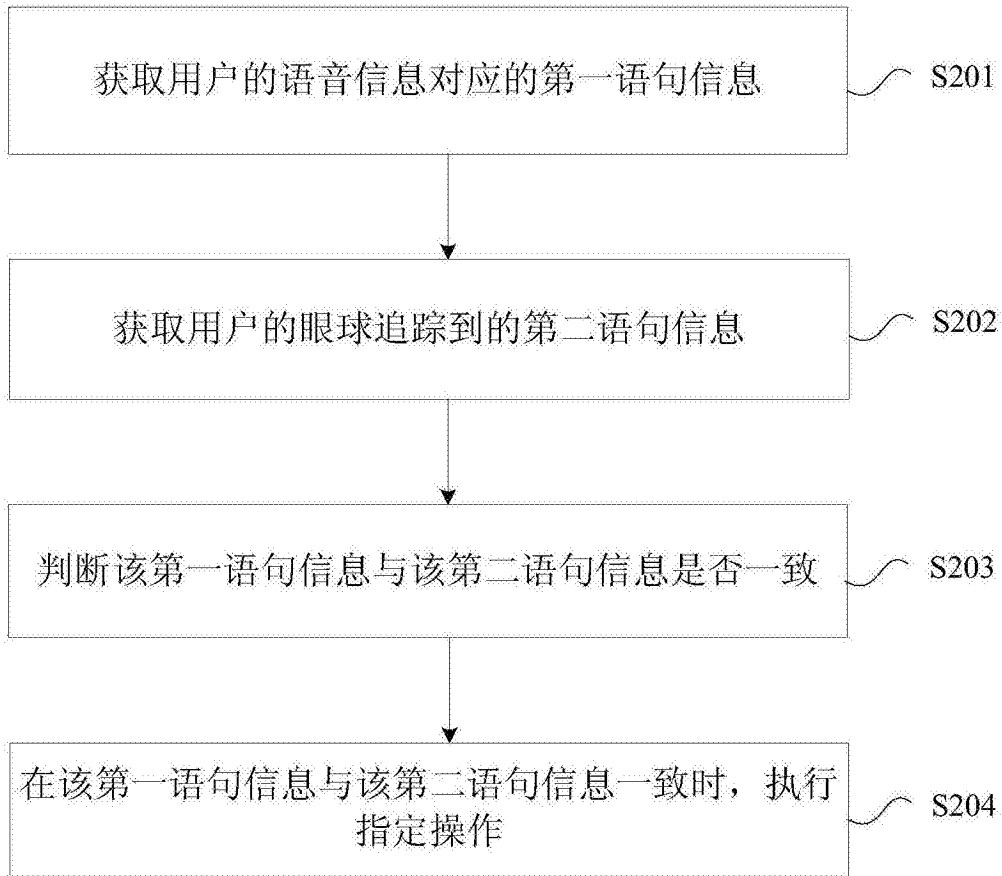 获取用户的语音信息对应的第一语句信息
S201
获取用户的眼球追踪到的第二语句信息
S202
判断该第一语句信息与该第二语句信息是否一致
S203
在该第一语句信息与该第二语句信息一致时，执行
指定操作
S204